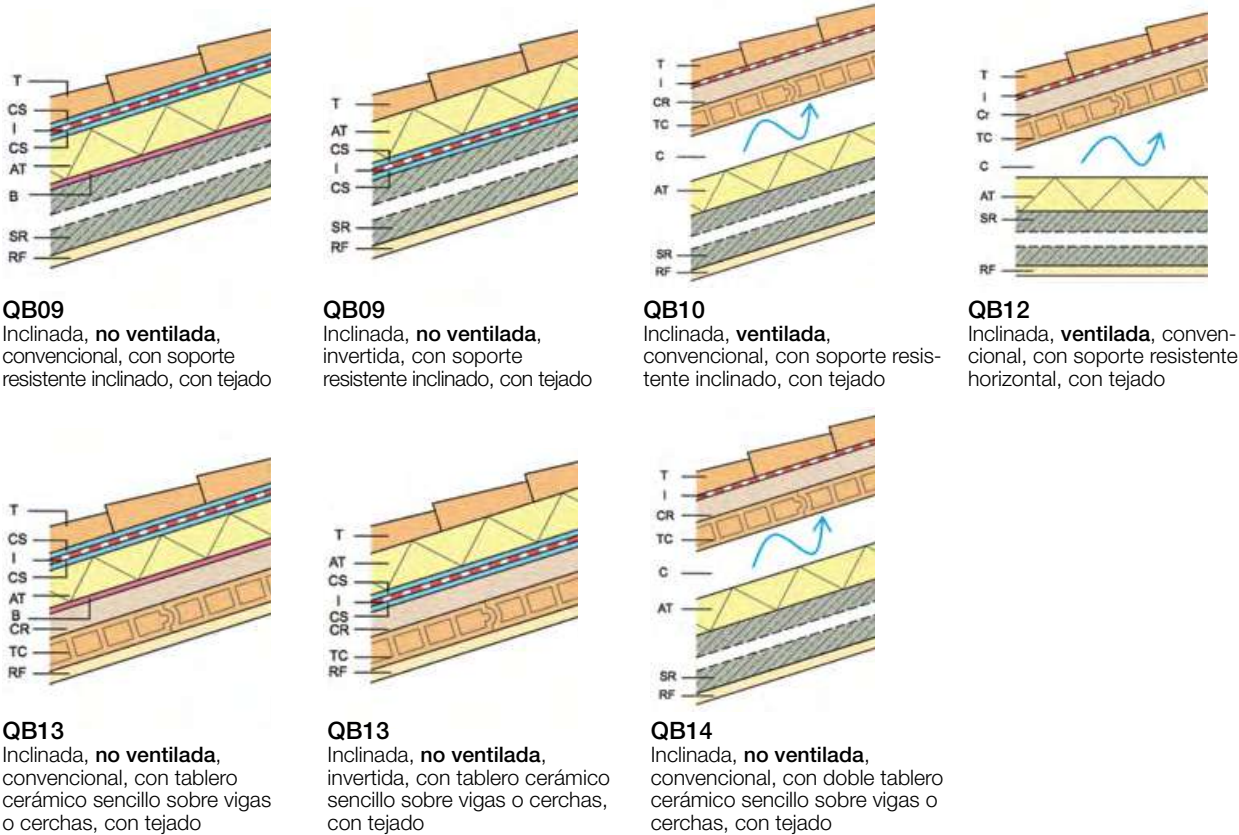 T
CS
I
CS
AT
B
SR
RF
QB09
Inclinada, no ventilada,
convencional, con soporte
resistente inclinado, con tejado
T
AT
CS
I
CS
SR
RF
QB09
Inclinada, no ventilada,
invertida, con soporte
resistente inclinado, con tejado
T
I
CR
TC
C
AT
SR
RF
QB10
Inclinada, ventilada,
convencional, con soporte resis-
tente inclinado, con tejado
T
I
Cr
TC
C
AT
SR
RF
QB12
Inclinada, ventilada, conven-
cional, con soporte resistente
horizontal, con tejado
T
CS
I
CS
AT
B
CR
TC
RF
QB13
Inclinada, no ventilada,
convencional, con tablero
cerámico sencillo sobre vigas
o cerchas, con tejado
T
AT
CS
I
CS
CR
TC
RF
QB13
Inclinada, no ventilada,
invertida, con tablero cerámico
sencillo sobre vigas o cerchas,
con tejado
T
I
CR
TC
C
AT
SR
RF
QB14
Inclinada, no ventilada,
convencional, con doble tablero
cerámico sencillo sobre vigas o
cerchas, con tejado